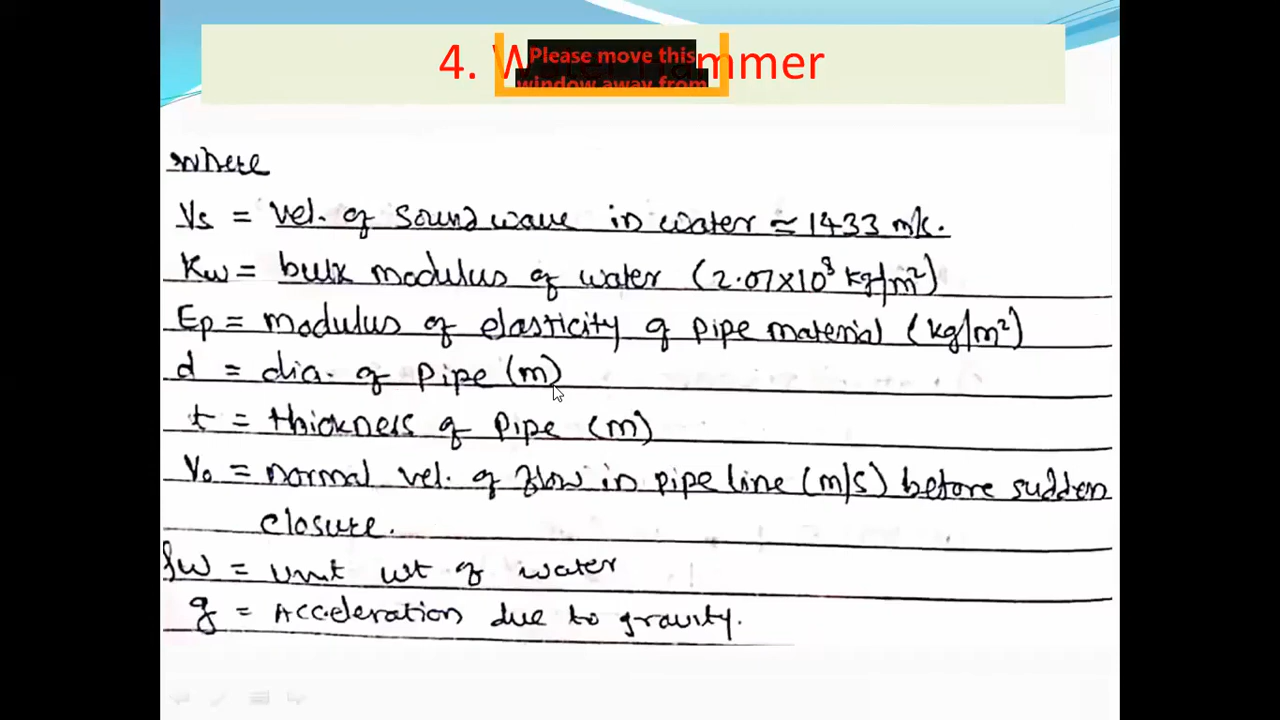 4. W mmer
Please move this
window away from
where
Vs = vel. of sound wave in water ≃ 1433 m/s.
Kw = bulk modulus of water (2.07x10⁸ kg/m²)
Ep = modulus of elasticity of pipe material (kg/m²)
d = dia. of pipe (m)
t = thickness of pipe (m)
Vo = normal vel. of flow in pipe line (m/s) before sudden
closure.
γw = unit wt of water
g = Acceleration due to gravity.